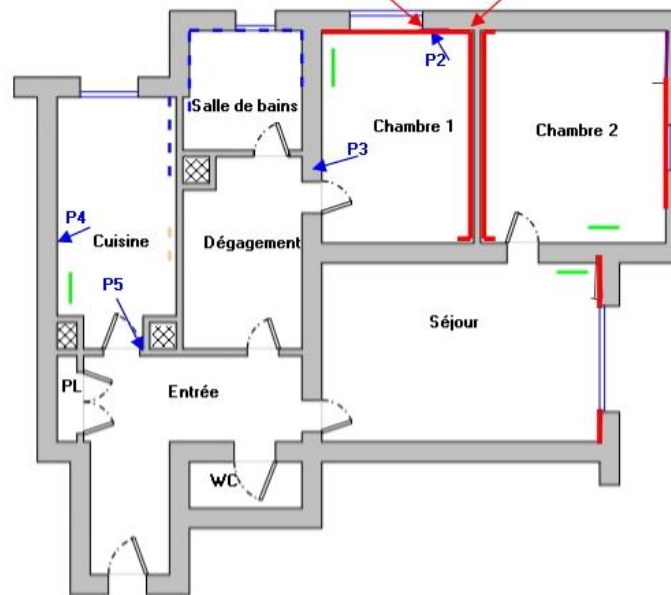 P2
Salle de bains
Chambre 1
Chambre 2
P3
P4
Cuisine
Dégagement
P5
Séjour
PL
Entrée
WC